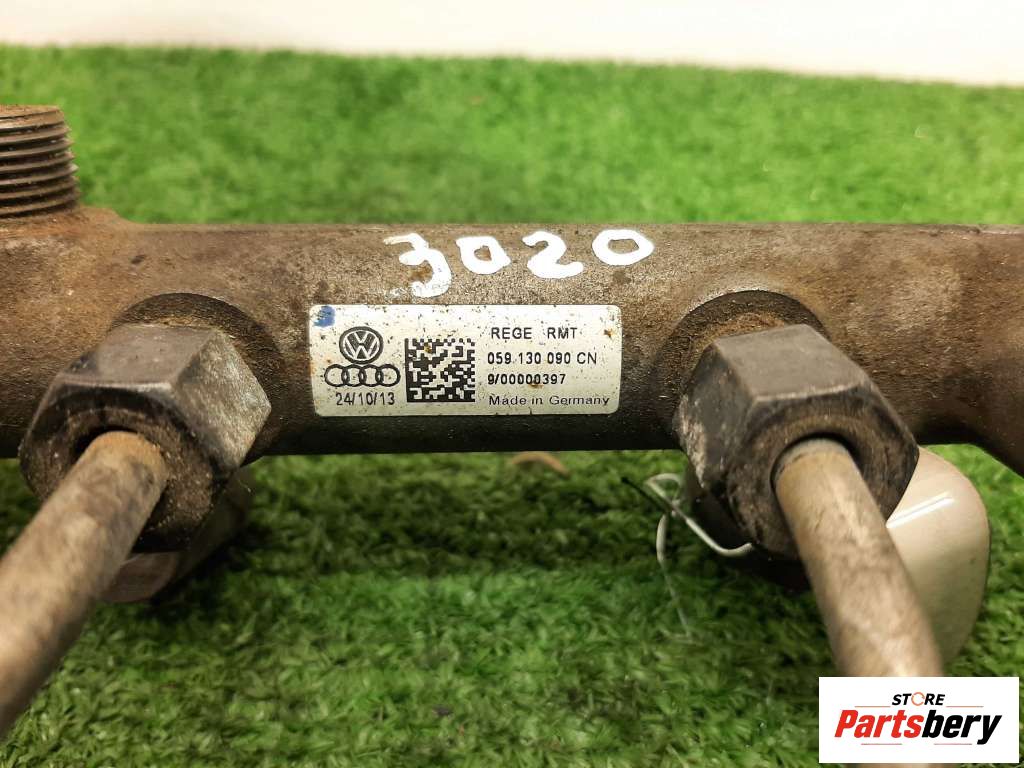 3020
REGE RMT
059 130 090 CN
9/00000397
24/10/13
Made in Germany
STORE
Partsbery